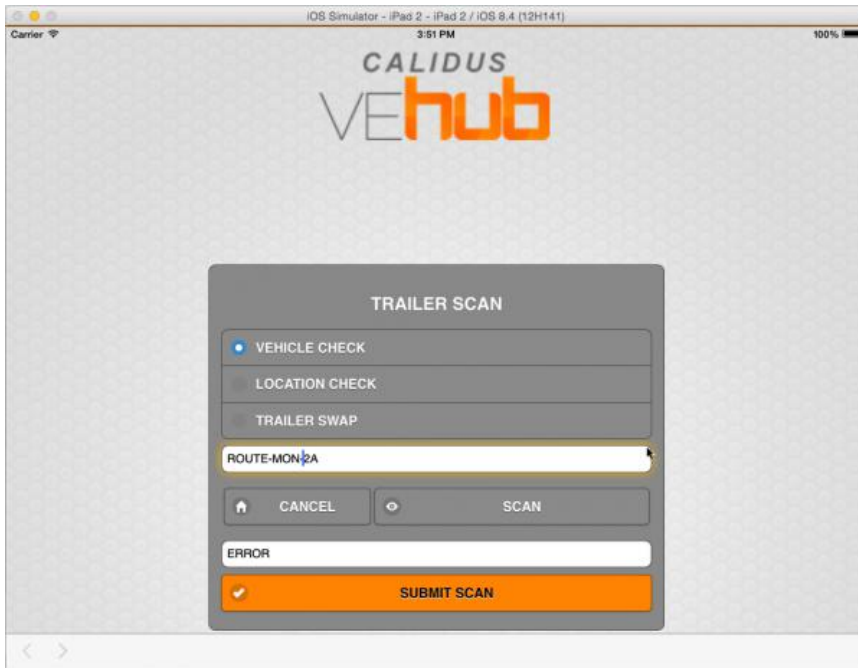 iOS Simulator - iPad 2 - iPad 2 / iOS 8.4 (12H141)
Carrier 3:51 PM 100%
CALIDUS
VEhub
TRAILER SCAN
VEHICLE CHECK
LOCATION CHECK
TRAILER SWAP
ROUTE-MON-2A
CANCEL SCAN
ERROR
SUBMIT SCAN